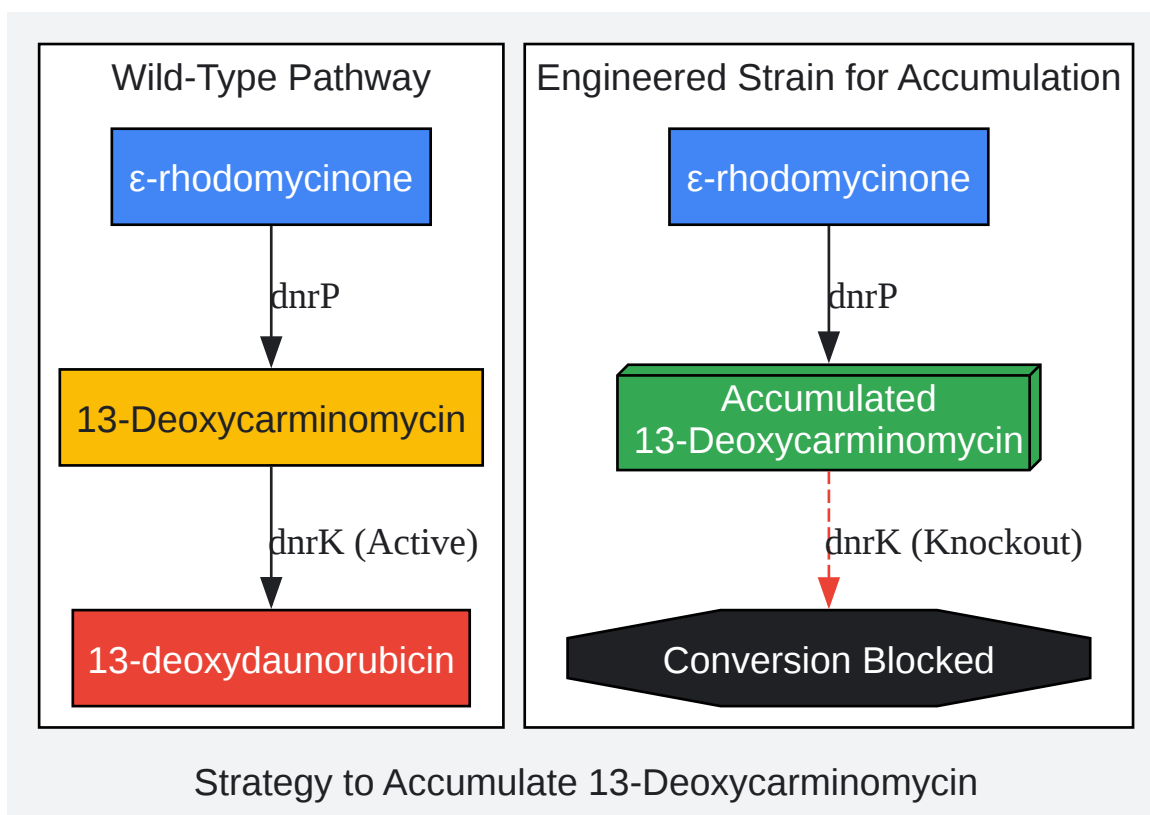 Wild-Type Pathway
ε-rhodomycinone
dnrP
13-Deoxycarminomycin
dnrK (Active)
13-deoxydaunorubicin
Engineered Strain for Accumulation
ε-rhodomycinone
dnrP
Accumulated
13-Deoxycarminomycin
dnrK (Knockout)
Conversion Blocked
Strategy to Accumulate 13-Deoxycarminomycin